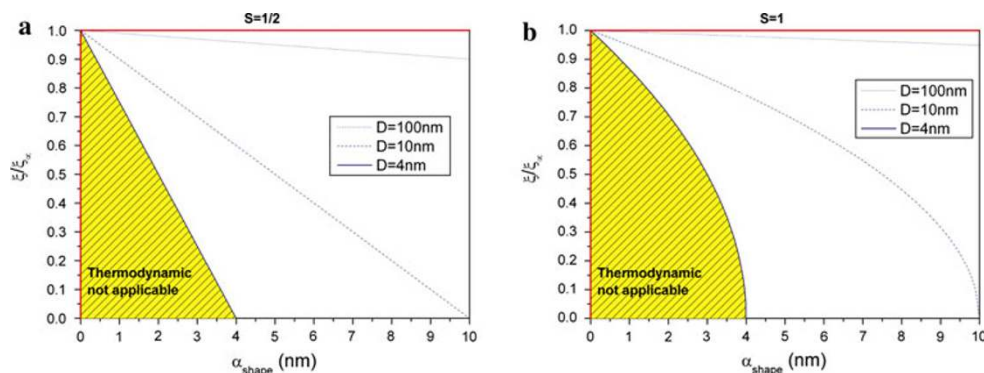 a
S=1/2
ξ/ξ∞
1.0
0.9
0.8
0.7
0.6
0.5
0.4
0.3
0.2
0.1
0.0
D=100nm
D=10nm
D=4nm
Thermodynamic
not applicable
0 1 2 3 4 5 6 7 8 9 10
αshape (nm)
b
S=1
ξ/ξ∞
1.0
0.9
0.8
0.7
0.6
0.5
0.4
0.3
0.2
0.1
0.0
D=100nm
D=10nm
D=4nm
Thermodynamic
not applicable
0 1 2 3 4 5 6 7 8 9 10
αshape (nm)